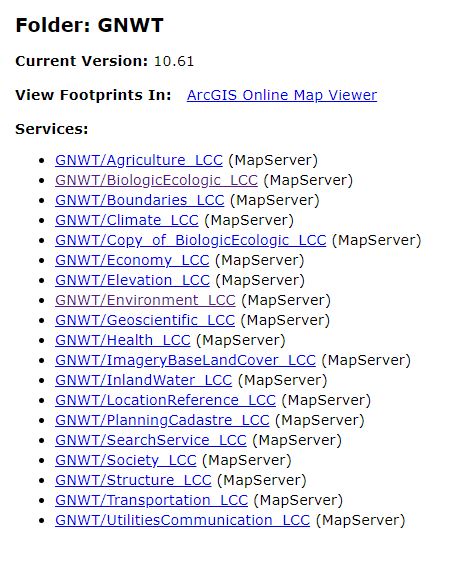 Folder: GNWT
Current Version: 10.61
View Footprints In: ArcGIS Online Map Viewer
Services:
• GNWT/Agriculture_LCC (MapServer)
• GNWT/BiologicEcologic_LCC (MapServer)
• GNWT/Boundaries_LCC (MapServer)
• GNWT/Climate_LCC (MapServer)
• GNWT/Copy_of_BiologicEcologic_LCC (MapServer)
• GNWT/Economy_LCC (MapServer)
• GNWT/Elevation_LCC (MapServer)
• GNWT/Environment_LCC (MapServer)
• GNWT/Geoscientific_LCC (MapServer)
• GNWT/Health_LCC (MapServer)
• GNWT/ImageryBaseLandCover_LCC (MapServer)
• GNWT/InlandWater_LCC (MapServer)
• GNWT/LocationReference_LCC (MapServer)
• GNWT/PlanningCadastre_LCC (MapServer)
• GNWT/SearchService_LCC (MapServer)
• GNWT/Society_LCC (MapServer)
• GNWT/Structure_LCC (MapServer)
• GNWT/Transportation_LCC (MapServer)
• GNWT/UtilitiesCommunication_LCC (MapServer)